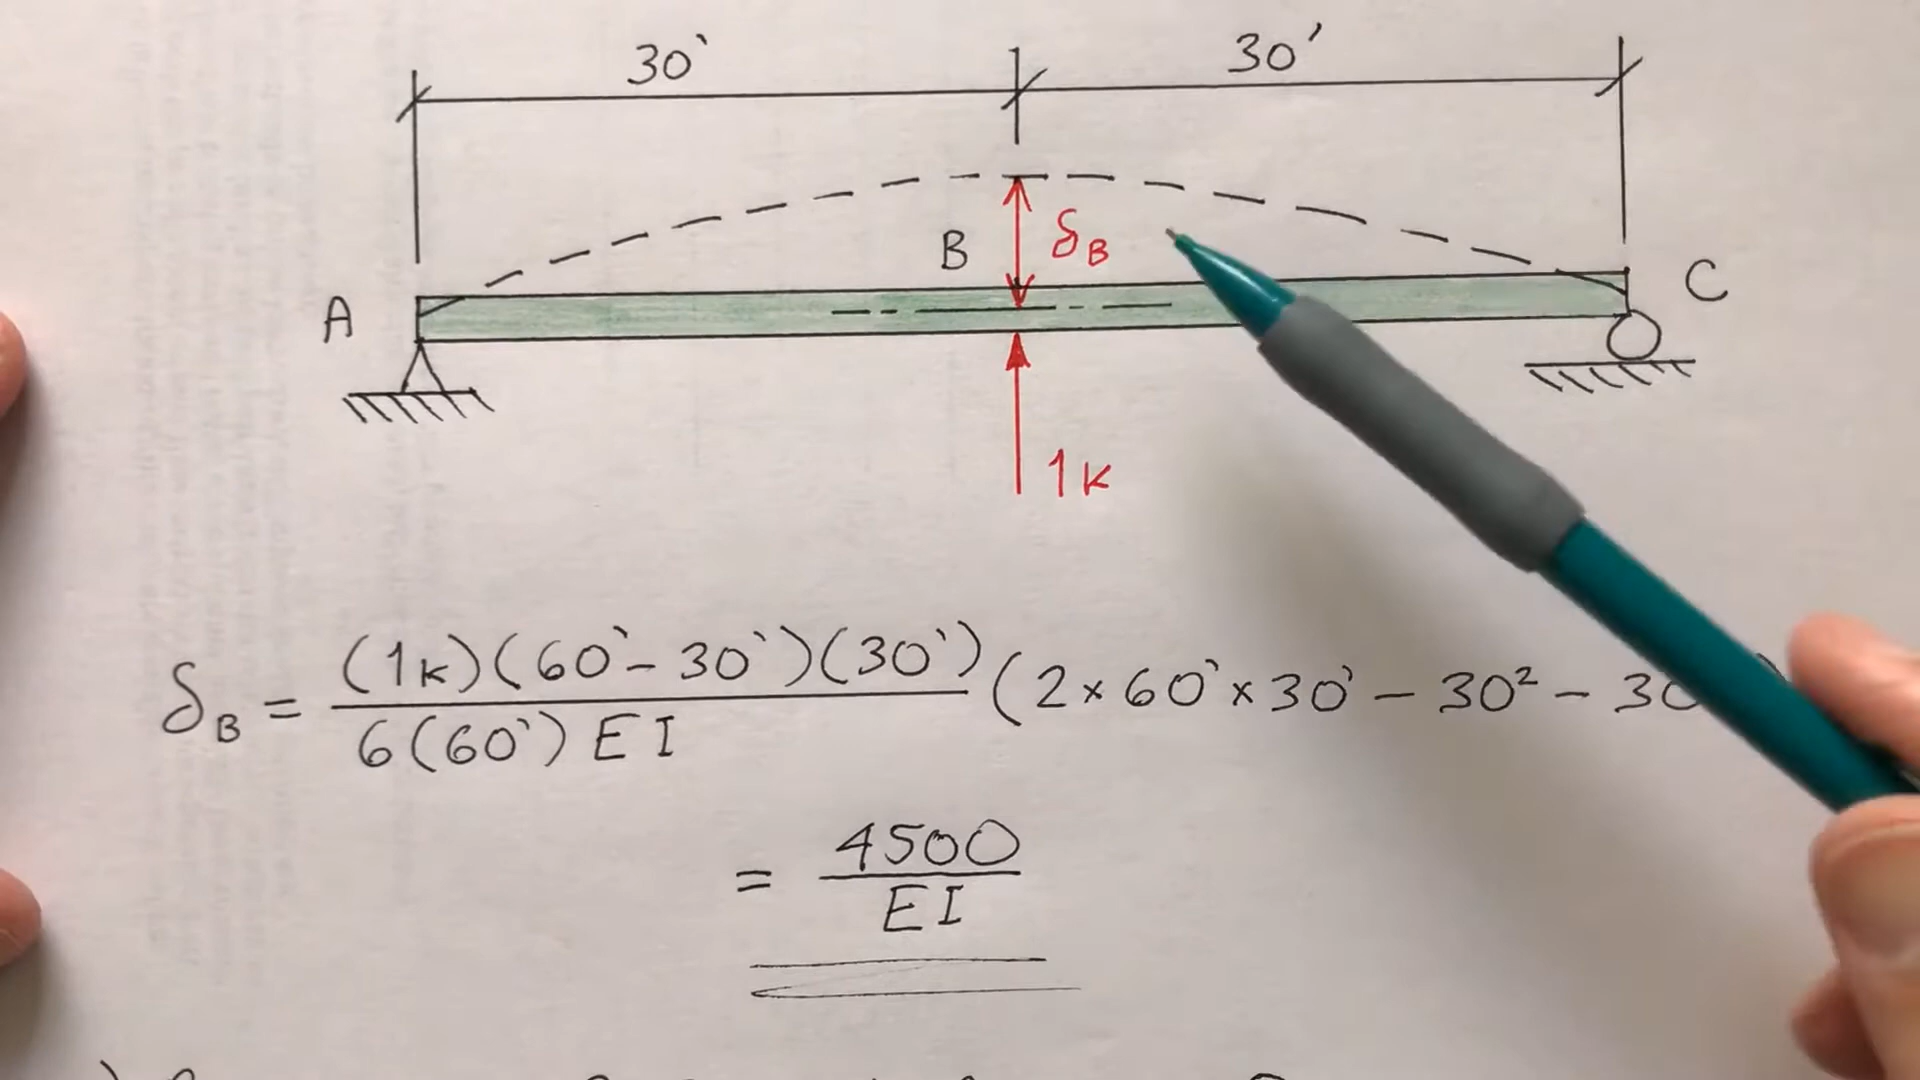 30' 30'
B δB
A C
1k
δB = (1k)(60'-30')(30') / 6(60')EI (2×60'×30'-30²-30
= 4500 / EI